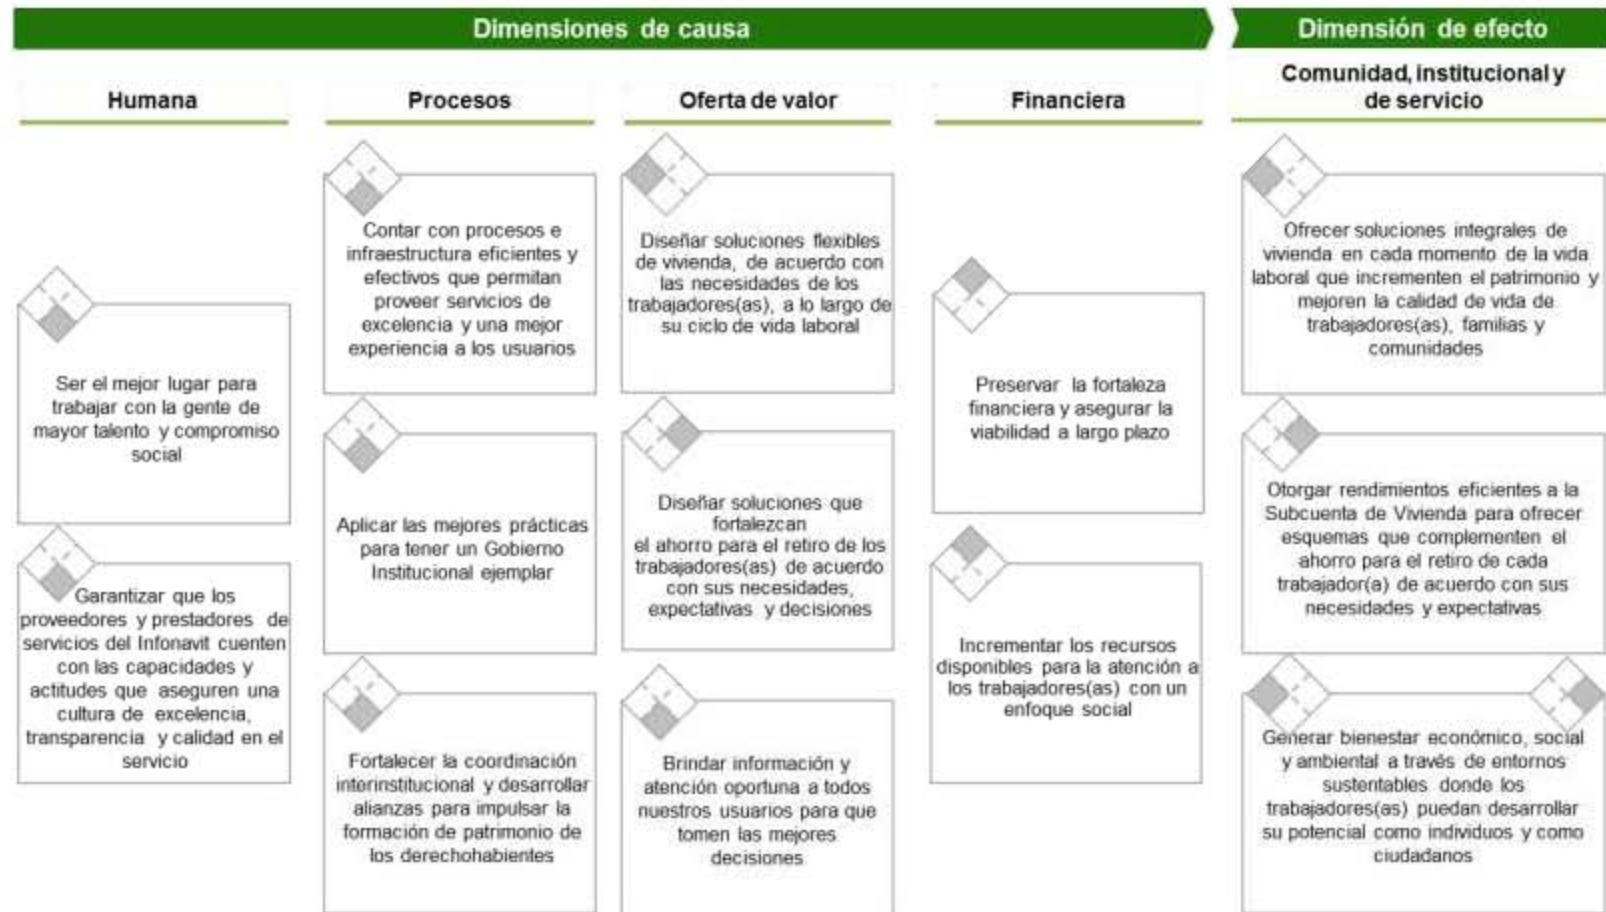 Dimensiones de causa
Dimensión de efecto
Humana
Procesos
Oferta de valor
Financiera
Comunidad, institucional y
de servicio
Ser el mejor lugar para
trabajar con la gente de
mayor talento y compromiso
social
Garantizar que los
proveedores y prestadores de
servicios del Infonavit cuenten
con las capacidades y
actitudes que aseguren una
cultura de excelencia,
transparencia y calidad en el
servicio
Contar con procesos e
infraestructura eficientes y
efectivos que permitan
proveer servicios de
excelencia y una mejor
experiencia a los usuarios
Aplicar las mejores prácticas
para tener un Gobierno
Institucional ejemplar
Fortalecer la coordinación
interinstitucional y desarrollar
alianzas para impulsar la
formación de patrimonio de
los derechohabientes
Diseñar soluciones flexibles
de vivienda, de acuerdo con
las necesidades de los
trabajadores(as), a lo largo de
su ciclo de vida laboral
Diseñar soluciones que
fortalezcan
el ahorro para el retiro de los
trabajadores(as) de acuerdo
con sus necesidades,
expectativas y decisiones
Brindar información y
atención oportuna a todos
nuestros usuarios para que
tomen las mejores
decisiones
Preservar la fortaleza
financiera y asegurar la
viabilidad a largo plazo
Incrementar los recursos
disponibles para la atención a
los trabajadores(as) con un
enfoque social
Ofrecer soluciones integrales de
vivienda en cada momento de la vida
laboral que incrementen el patrimonio y
mejoren la calidad de vida de
trabajadores(as), familias y
comunidades
Otorgar rendimientos eficientes a la
Subcuenta de Vivienda para ofrecer
esquemas que complementen el
ahorro para el retiro de cada
trabajador(a) de acuerdo con sus
necesidades y expectativas
Generar bienestar económico, social
y ambiental a través de entornos
sustentables donde los
trabajadores(as) puedan desarrollar
su potencial como individuos y como
ciudadanos